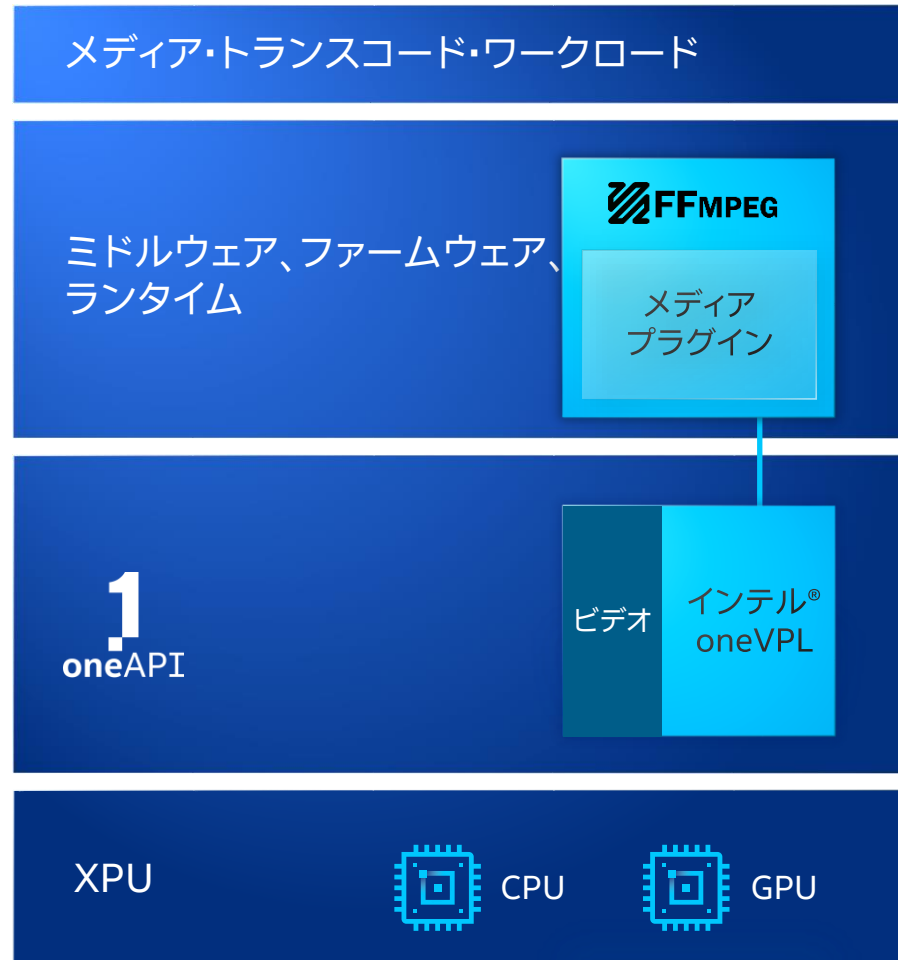 メディア・トランスコード・ワークロード
FFMPEG
ミドルウェア、ファームウェア、
ランタイム
メディア
プラグイン
1
oneAPI
ビデオ
インテル®
oneVPL
XPU
CPU
GPU